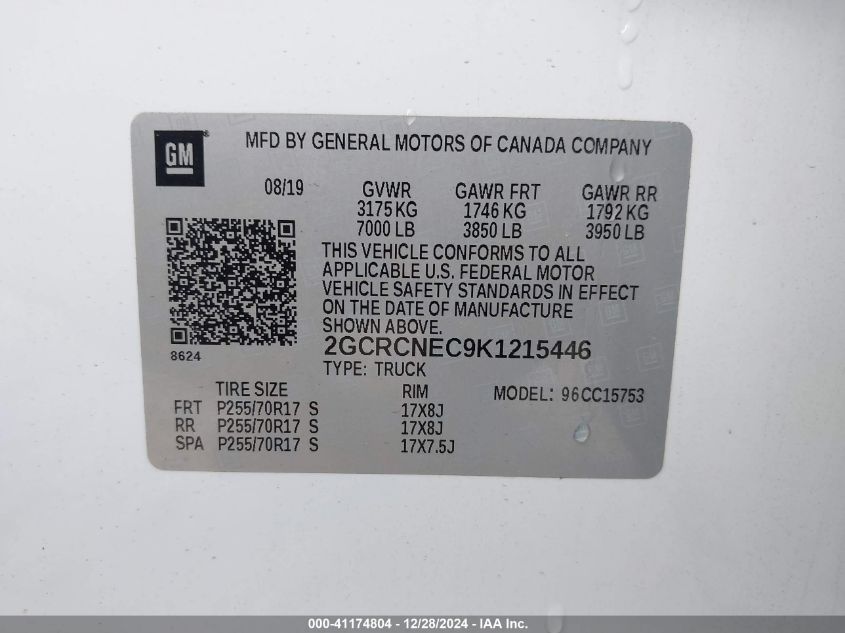 GM
MFD BY GENERAL MOTORS OF CANADA COMPANY
08/19 GVWR GAWR FRT GAWR RR
3175 KG 1746 KG 1792 KG
7000 LB 3850 LB 3950 LB
THIS VEHICLE CONFORMS TO ALL
APPLICABLE U.S. FEDERAL MOTOR
VEHICLE SAFETY STANDARDS IN EFFECT
ON THE DATE OF MANUFACTURE
SHOWN ABOVE.
8624
2GCRCNEC9K1215446
TYPE: TRUCK
TIRE SIZE RIM MODEL: 96CC15753
FRT P255/70R17 S 17X8J
RR P255/70R17 S 17X8J
SPA P255/70R17 S 17X7.5J
000-41174804 - 12/28/2024 - IAA Inc.